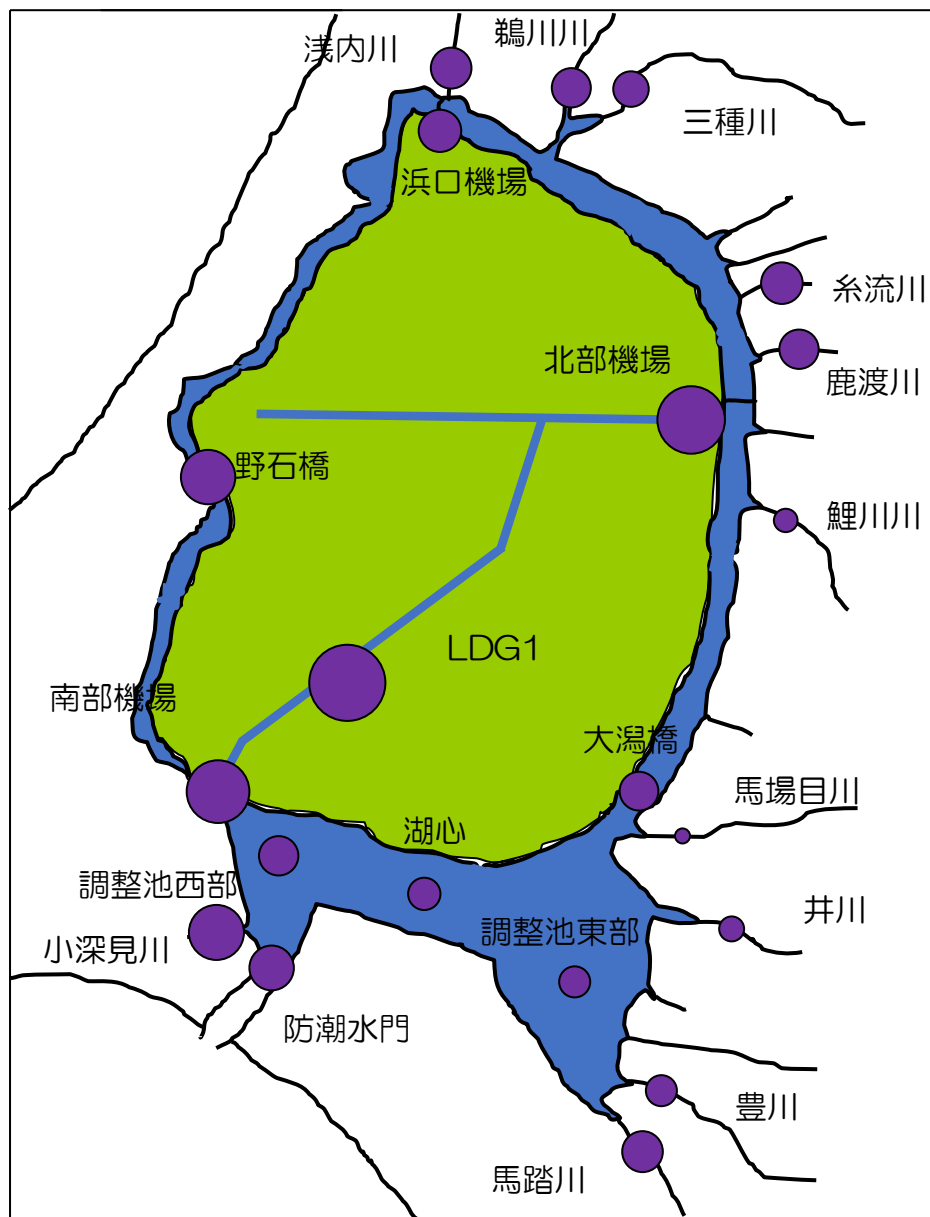 浅内川
鵜川川
三種川
浜口機場
糸流川
北部機場
鹿渡川
野石橋
鯉川川
LDG1
南部機場
大潟橋
馬場目川
湖心
調整池西部
井川
調整池東部
小深見川
防潮水門
豊川
馬踏川